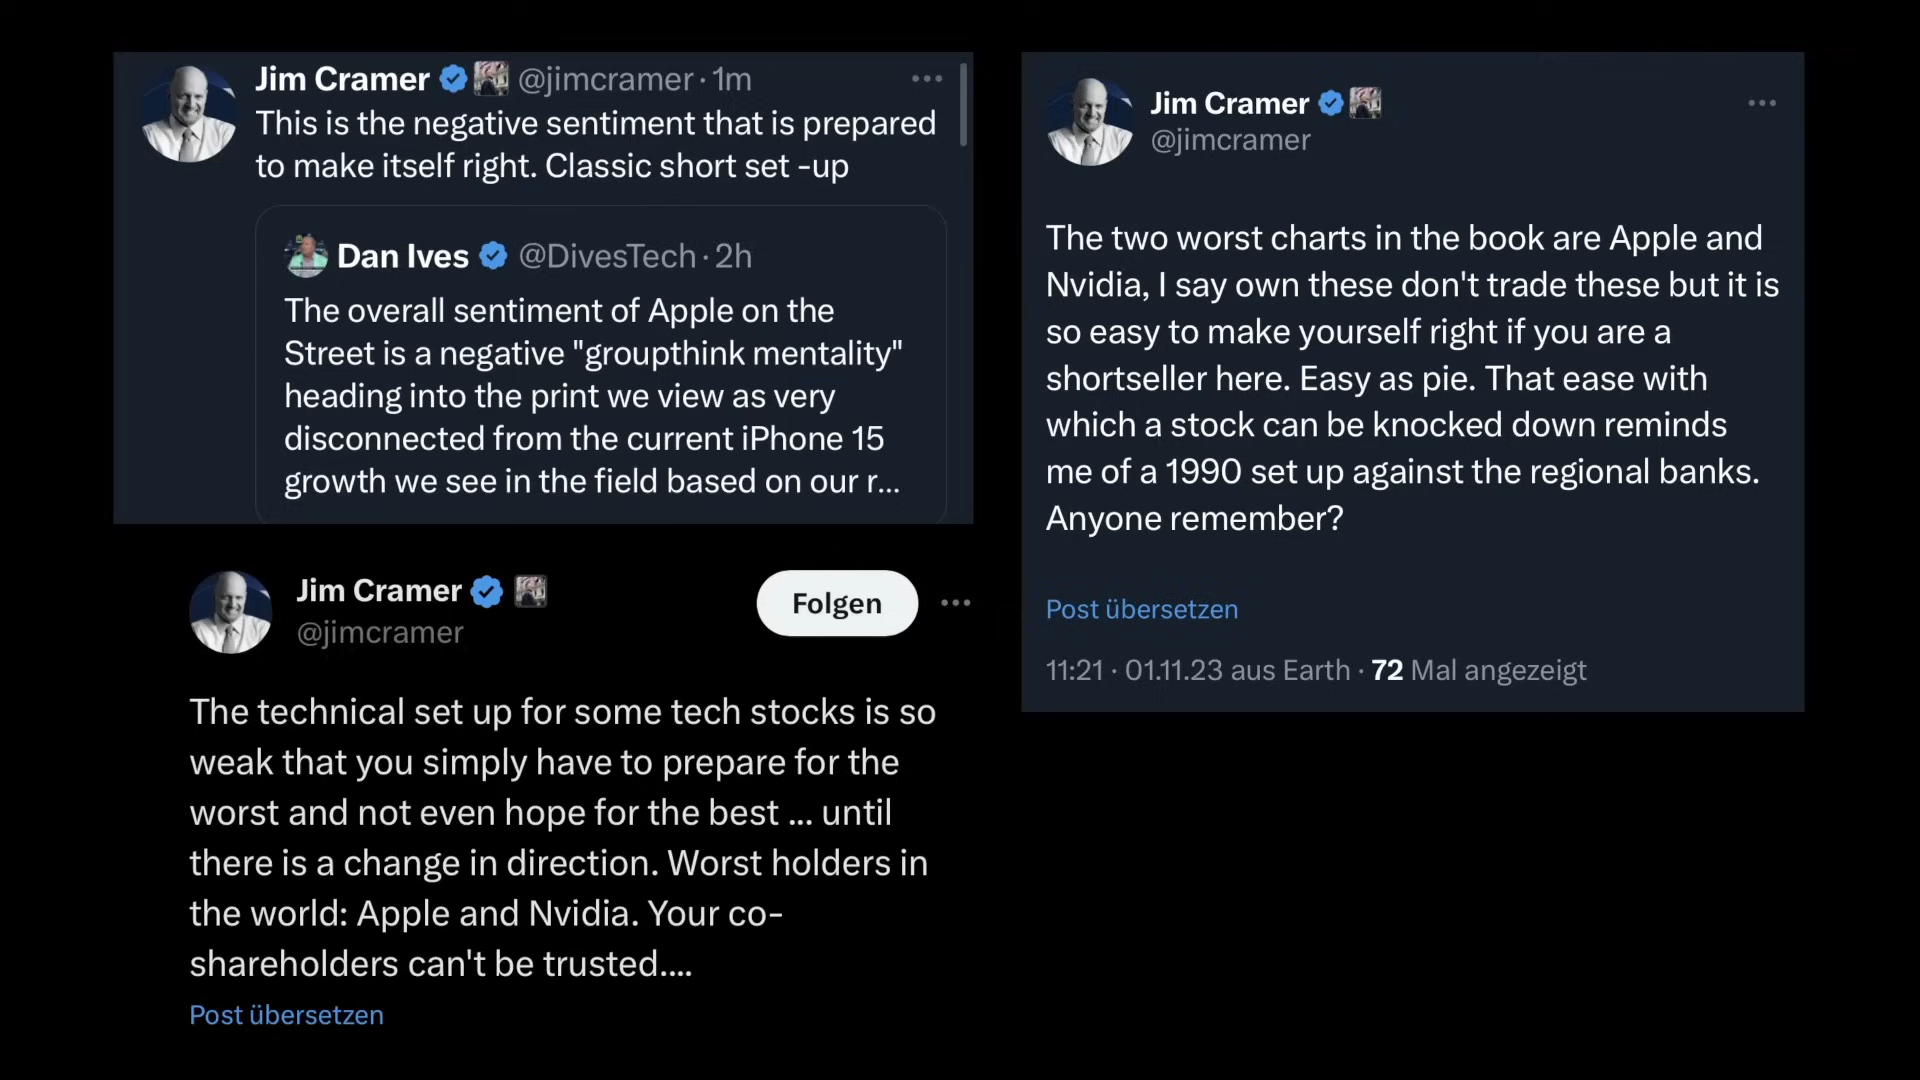 Jim Cramer @jimcramer · 1m
This is the negative sentiment that is prepared
to make itself right. Classic short set -up
Dan Ives @DivesTech · 2h
The overall sentiment of Apple on the
Street is a negative "groupthink mentality"
heading into the print we view as very
disconnected from the current iPhone 15
growth we see in the field based on our r...
Jim Cramer
@jimcramer
Folgen
The technical set up for some tech stocks is so
weak that you simply have to prepare for the
worst and not even hope for the best ... until
there is a change in direction. Worst holders in
the world: Apple and Nvidia. Your co-
shareholders can't be trusted....
Post übersetzen
Jim Cramer
@jimcramer
The two worst charts in the book are Apple and
Nvidia, I say own these don't trade these but it is
so easy to make yourself right if you are a
shortseller here. Easy as pie. That ease with
which a stock can be knocked down reminds
me of a 1990 set up against the regional banks.
Anyone remember?
Post übersetzen
11:21 · 01.11.23 aus Earth · 72 Mal angezeigt